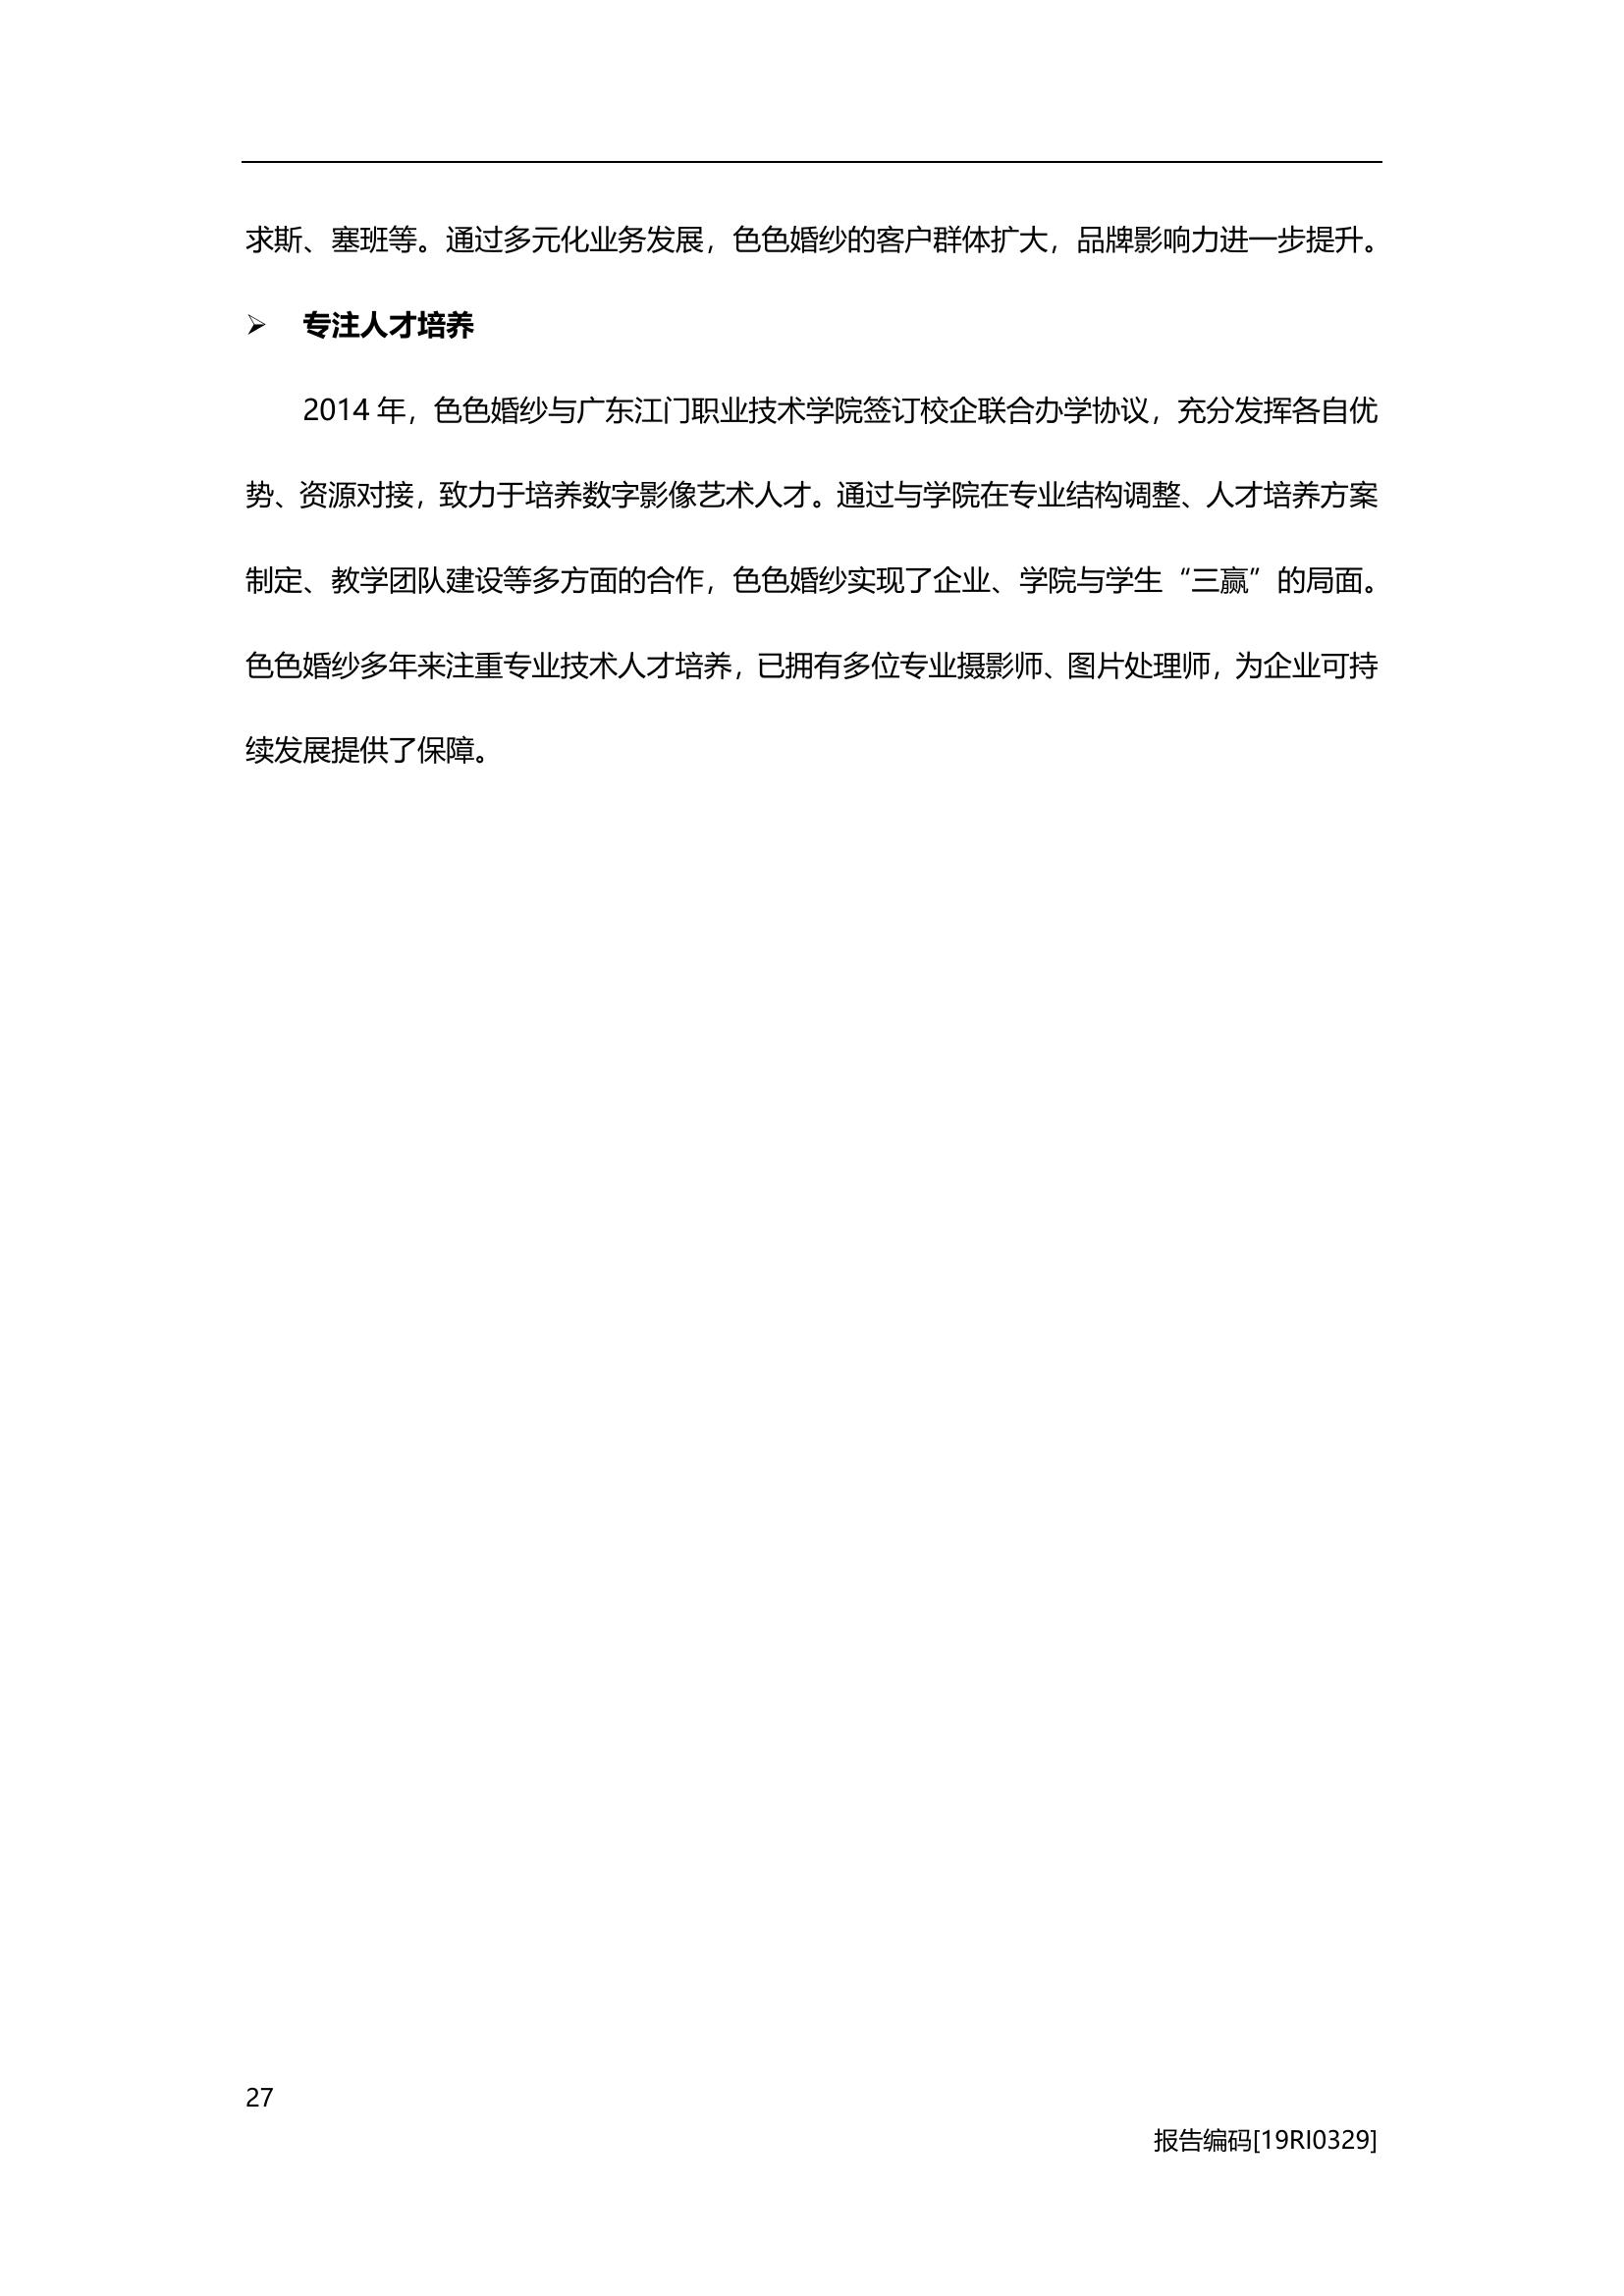 求斯、塞班等。通过多元化业务发展，色色婚纱的客户群体扩大，品牌影响力进一步提升。
➢ 专注人才培养
2014 年，色色婚纱与广东江门职业技术学院签订校企联合办学协议，充分发挥各自优
势、资源对接，致力于培养数字影像艺术人才。通过与学院在专业结构调整、人才培养方案
制定、教学团队建设等多方面的合作，色色婚纱实现了企业、学院与学生“三赢”的局面。
色色婚纱多年来注重专业技术人才培养，已拥有多位专业摄影师、图片处理师，为企业可持
续发展提供了保障。
27
报告编码[19RI0329]